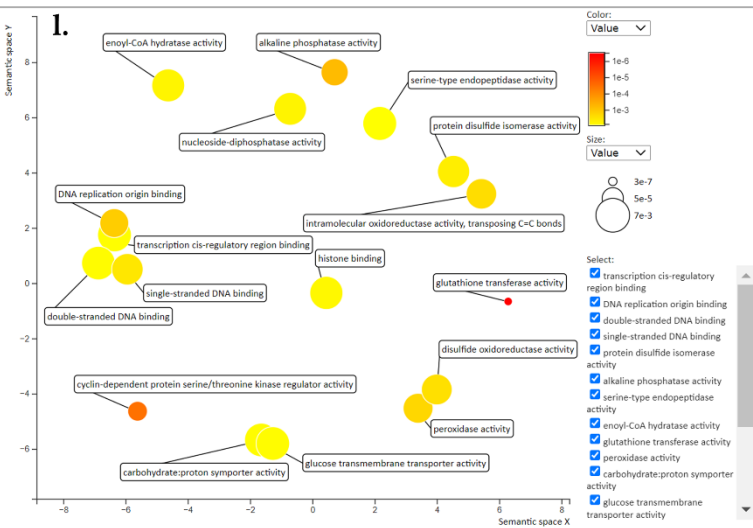 l.
Semantic space Y
8
6
4
2
0
−2
−4
−6
−8
−6
−4
−2
0
2
4
6
8
Semantic space X
enoyl-CoA hydratase activity
alkaline phosphatase activity
serine-type endopeptidase activity
nucleoside-diphosphatase activity
protein disulfide isomerase activity
DNA replication origin binding
intramolecular oxidoreductase activity, transposing C=C bonds
transcription cis-regulatory region binding
histone binding
single-stranded DNA binding
glutathione transferase activity
double-stranded DNA binding
disulfide oxidoreductase activity
cyclin-dependent protein serine/threonine kinase regulator activity
peroxidase activity
glucose transmembrane transporter activity
carbohydrate:proton symporter activity
Color:
Value
1e-6
1e-5
1e-4
1e-3
Size:
Value
3e-7
5e-5
7e-3
Select:
transcription cis-regulatory
region binding
DNA replication origin binding
double-stranded DNA binding
single-stranded DNA binding
protein disulfide isomerase
activity
alkaline phosphatase activity
serine-type endopeptidase
activity
enoyl-CoA hydratase activity
glutathione transferase activity
peroxidase activity
carbohydrate:proton symporter
activity
glucose transmembrane
transporter activity